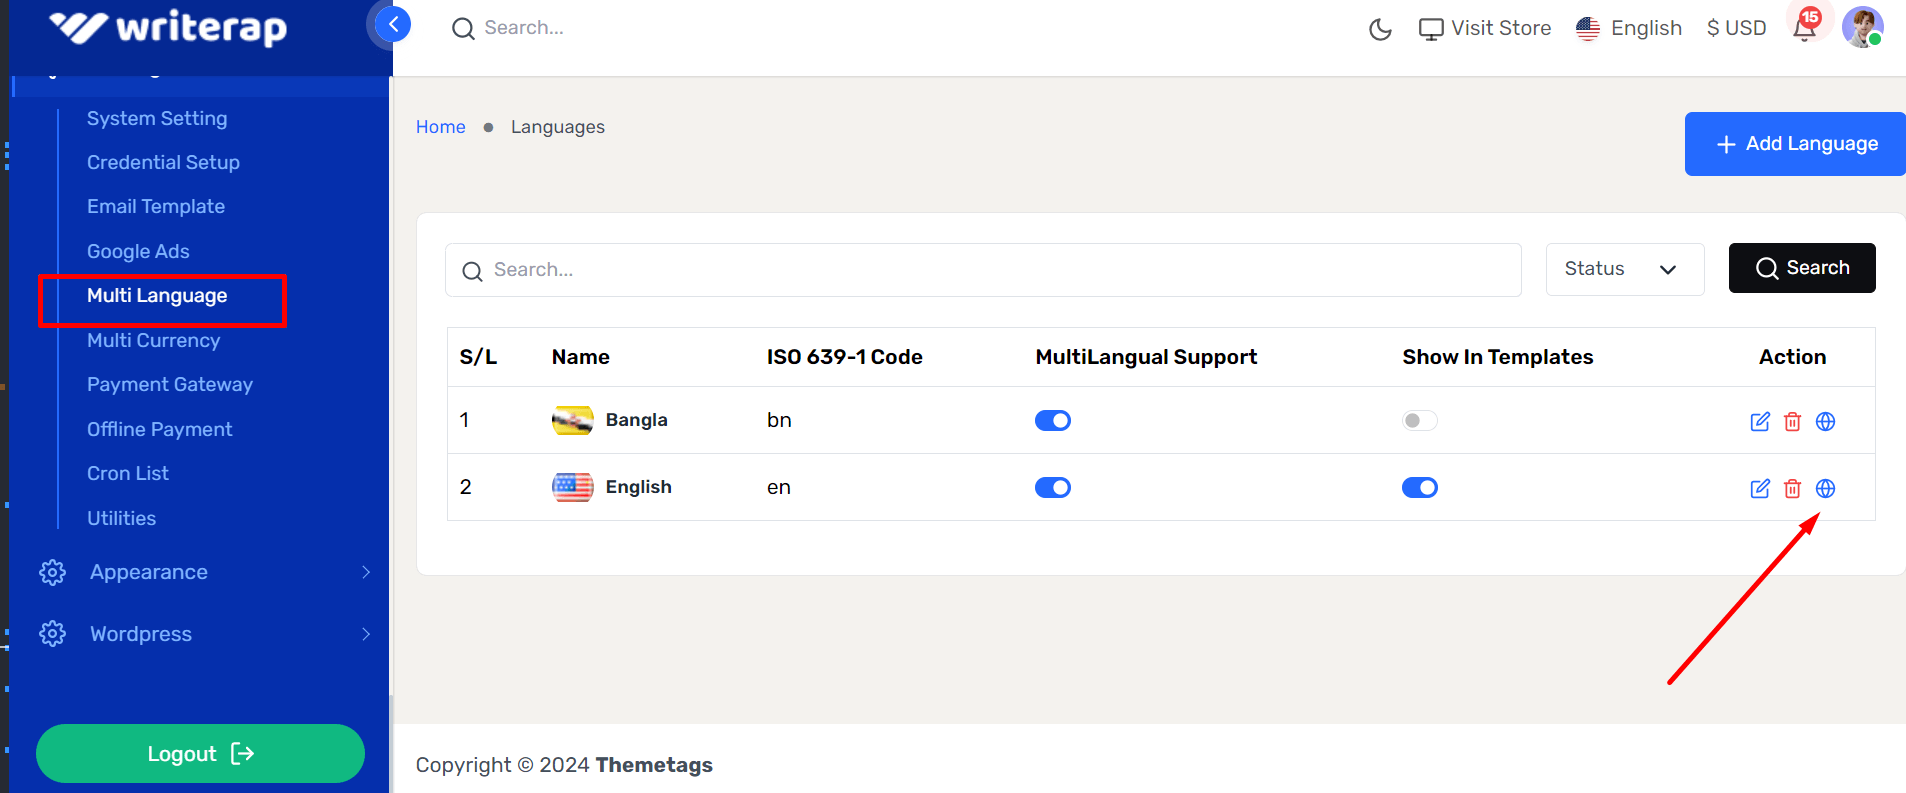 writerap
Search...
Visit Store
English
$ USD
15
System Setting
Credential Setup
Email Template
Google Ads
Multi Language
Multi Currency
Payment Gateway
Offline Payment
Cron List
Utilities
Appearance
Wordpress
Logout
Home
Languages
Add Language
Search...
Status
Search
S/L Name ISO 639-1 Code MultiLangual Support Show In Templates Action
1 Bangla bn
2 English en
Copyright © 2024 Themetags